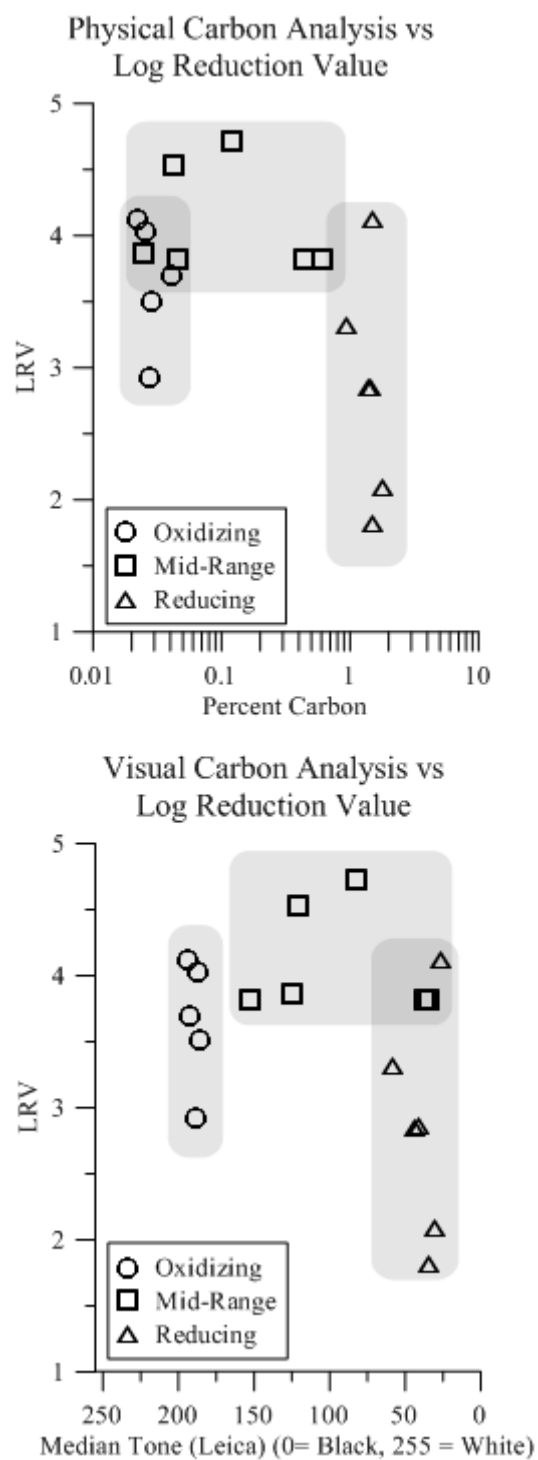 Physical Carbon Analysis vs
Log Reduction Value
5
4
3
2
1
LRV
Oxidizing
Mid-Range
Reducing
0.01
0.1
1
10
Percent Carbon
Visual Carbon Analysis vs
Log Reduction Value
5
4
3
2
1
LRV
Oxidizing
Mid-Range
Reducing
250
200
150
100
50
0
Median Tone (Leica) (0= Black, 255 = White)